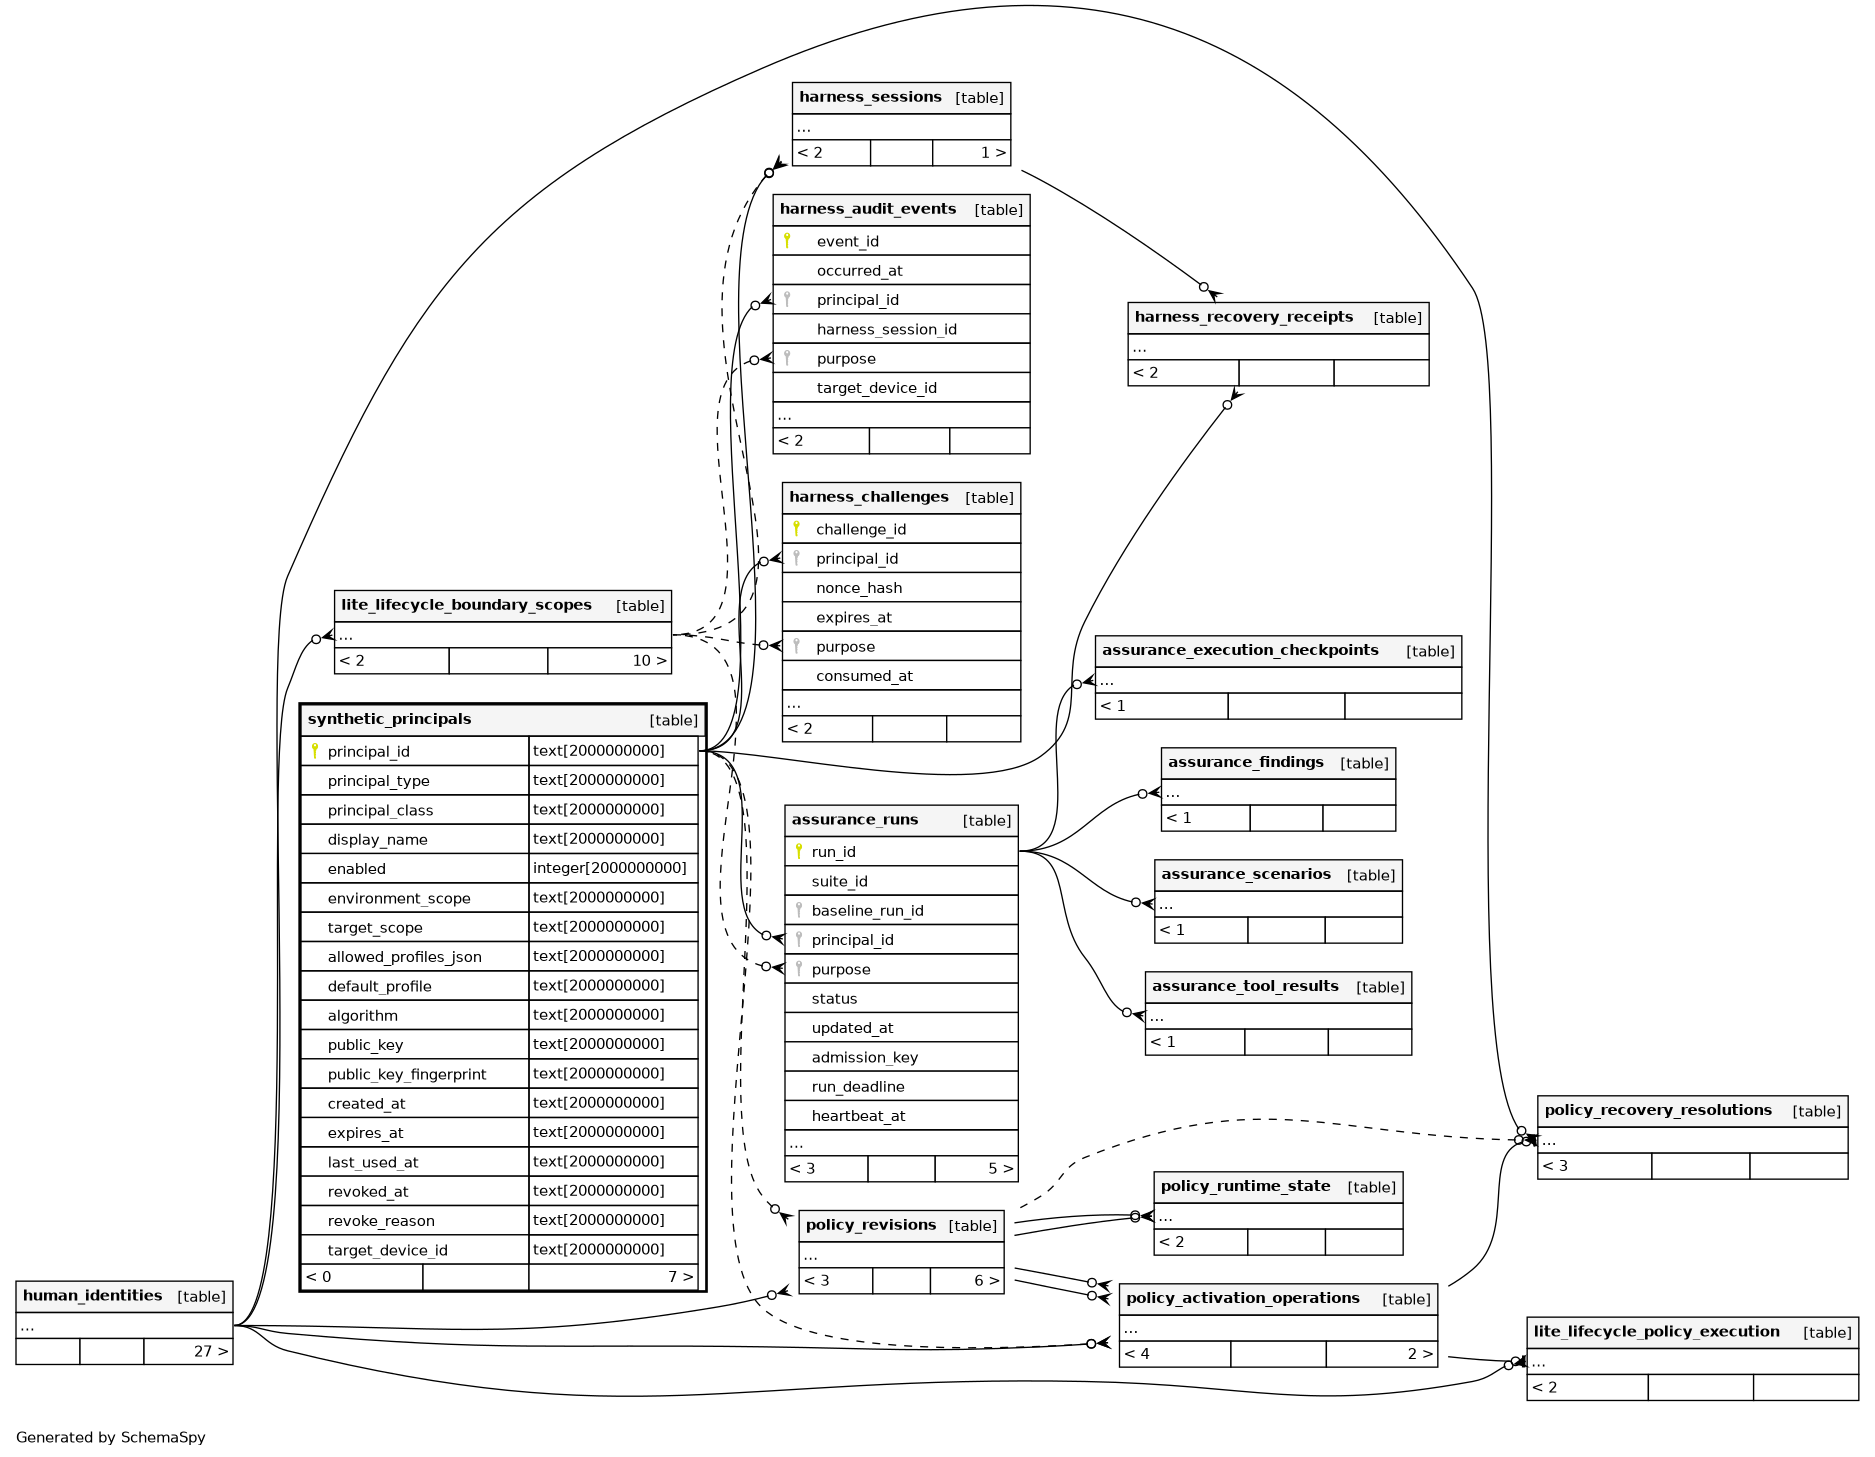 harness_sessions [table]
...
< 2 1 >
harness_audit_events [table]
event_id
occurred_at
principal_id
harness_session_id
purpose
target_device_id
...
< 2
harness_recovery_receipts [table]
...
< 2
harness_challenges [table]
challenge_id
principal_id
nonce_hash
expires_at
purpose
consumed_at
...
< 2
lite_lifecycle_boundary_scopes [table]
...
< 2 10 >
assurance_execution_checkpoints [table]
...
< 1
synthetic_principals [table]
principal_id text[2000000000]
principal_type text[2000000000]
principal_class text[2000000000]
display_name text[2000000000]
enabled integer[2000000000]
environment_scope text[2000000000]
target_scope text[2000000000]
allowed_profiles_json text[2000000000]
default_profile text[2000000000]
algorithm text[2000000000]
public_key text[2000000000]
public_key_fingerprint text[2000000000]
created_at text[2000000000]
expires_at text[2000000000]
last_used_at text[2000000000]
revoked_at text[2000000000]
revoke_reason text[2000000000]
target_device_id text[2000000000]
< 0 7 >
assurance_findings [table]
...
< 1
assurance_runs [table]
run_id
suite_id
baseline_run_id
principal_id
purpose
status
updated_at
admission_key
run_deadline
heartbeat_at
...
< 3 5 >
assurance_scenarios [table]
...
< 1
assurance_tool_results [table]
...
< 1
policy_recovery_resolutions [table]
...
< 3
policy_runtime_state [table]
...
< 2
policy_revisions [table]
...
< 3 6 >
human_identities [table]
...
27 >
policy_activation_operations [table]
...
< 4 2 >
lite_lifecycle_policy_execution [table]
...
< 2
Generated by SchemaSpy